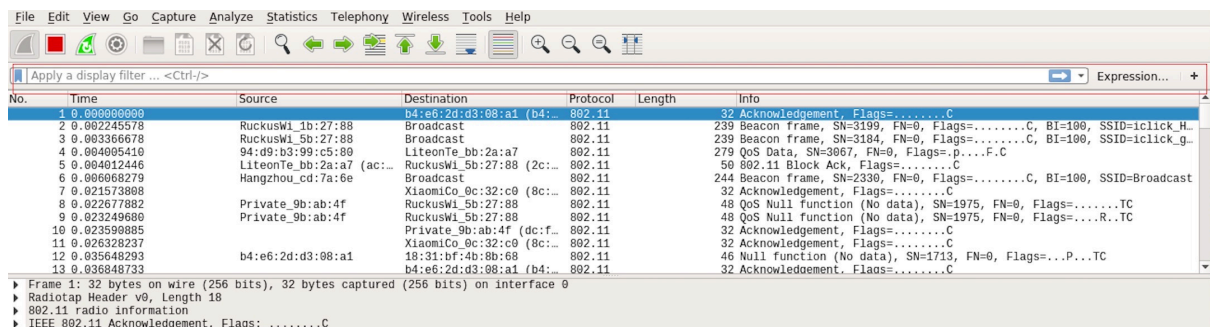 File Edit View Go Capture Analyze Statistics Telephony Wireless Tools Help
Apply a display filter ... <Ctrl-/> Expression... +
No. Time Source Destination Protocol Length Info
1 0.000000000 b4:e6:2d:d3:08:a1 (b4:… 802.11 32 Acknowledgement, Flags=........C
2 0.002245578 RuckusWi_1b:27:88 Broadcast 802.11 239 Beacon frame, SN=3199, FN=0, Flags=........C, BI=100, SSID=iclick_H…
3 0.003366678 RuckusWi_5b:27:88 Broadcast 802.11 239 Beacon frame, SN=3184, FN=0, Flags=........C, BI=100, SSID=iclick_g…
4 0.004005410 94:d9:b3:99:c5:80 LiteonTe_bb:2a:a7 802.11 279 QoS Data, SN=3067, FN=0, Flags=.p....F.C
5 0.004012446 LiteonTe_bb:2a:a7 (ac:… RuckusWi_5b:27:88 (2c:… 802.11 50 802.11 Block Ack, Flags=........C
6 0.006068279 Hangzhou_cd:7a:6e Broadcast 802.11 244 Beacon frame, SN=2330, FN=0, Flags=........C, BI=100, SSID=Broadcast
7 0.021573808 XiaomiCo_0c:32:c0 (8c:… 802.11 32 Acknowledgement, Flags=........C
8 0.022677882 Private_9b:ab:4f RuckusWi_5b:27:88 802.11 48 QoS Null function (No data), SN=1975, FN=0, Flags=.......TC
9 0.023249680 Private_9b:ab:4f RuckusWi_5b:27:88 802.11 48 QoS Null function (No data), SN=1975, FN=0, Flags=....R..TC
10 0.023590885 Private_9b:ab:4f (dc:f… 802.11 32 Acknowledgement, Flags=........C
11 0.026328237 XiaomiCo_0c:32:c0 (8c:… 802.11 32 Acknowledgement, Flags=........C
12 0.035648293 b4:e6:2d:d3:08:a1 18:31:bf:4b:8b:68 802.11 46 Null function (No data), SN=1713, FN=0, Flags=...P...TC
13 0.036848733 b4:e6:2d:d3:08:a1 (b4:… 802.11 32 Acknowledgement, Flags=........C
Frame 1: 32 bytes on wire (256 bits), 32 bytes captured (256 bits) on interface 0
Radiotap Header v0, Length 18
802.11 radio information
IEEE 802.11 Acknowledgement, Flags: ........C